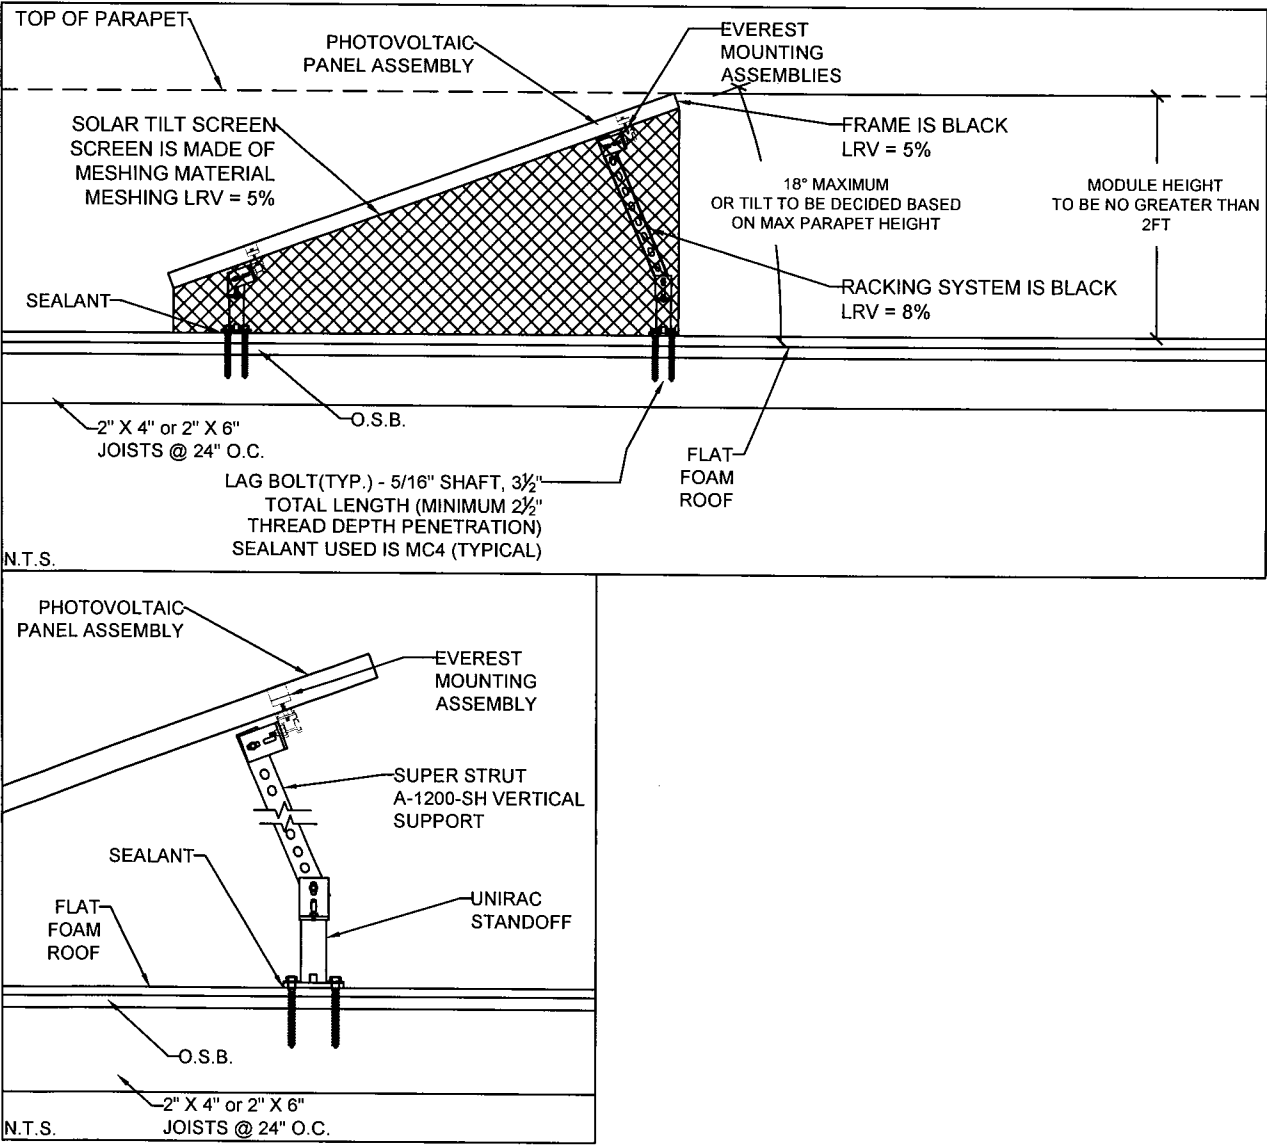 TOP OF PARAPET
PHOTOVOLTAIC
PANEL ASSEMBLY
EVEREST
MOUNTING
ASSEMBLIES
SOLAR TILT SCREEN
SCREEN IS MADE OF
MESHING MATERIAL
MESHING LRV = 5%
FRAME IS BLACK
LRV = 5%
18° MAXIMUM
OR TILT TO BE DECIDED BASED
ON MAX PARAPET HEIGHT
MODULE HEIGHT
TO BE NO GREATER THAN
2FT
SEALANT
RACKING SYSTEM IS BLACK
LRV = 8%
2" X 4" or 2" X 6"
JOISTS @ 24" O.C.
O.S.B.
LAG BOLT(TYP.) - 5/16" SHAFT, 3½"
TOTAL LENGTH (MINIMUM 2½"
THREAD DEPTH PENETRATION)
SEALANT USED IS MC4 (TYPICAL)
FLAT
FOAM
ROOF
N.T.S.
PHOTOVOLTAIC
PANEL ASSEMBLY
EVEREST
MOUNTING
ASSEMBLY
SUPER STRUT
A-1200-SH VERTICAL
SUPPORT
SEALANT
FLAT
FOAM
ROOF
UNIRAC
STANDOFF
O.S.B.
2" X 4" or 2" X 6"
JOISTS @ 24" O.C.
N.T.S.